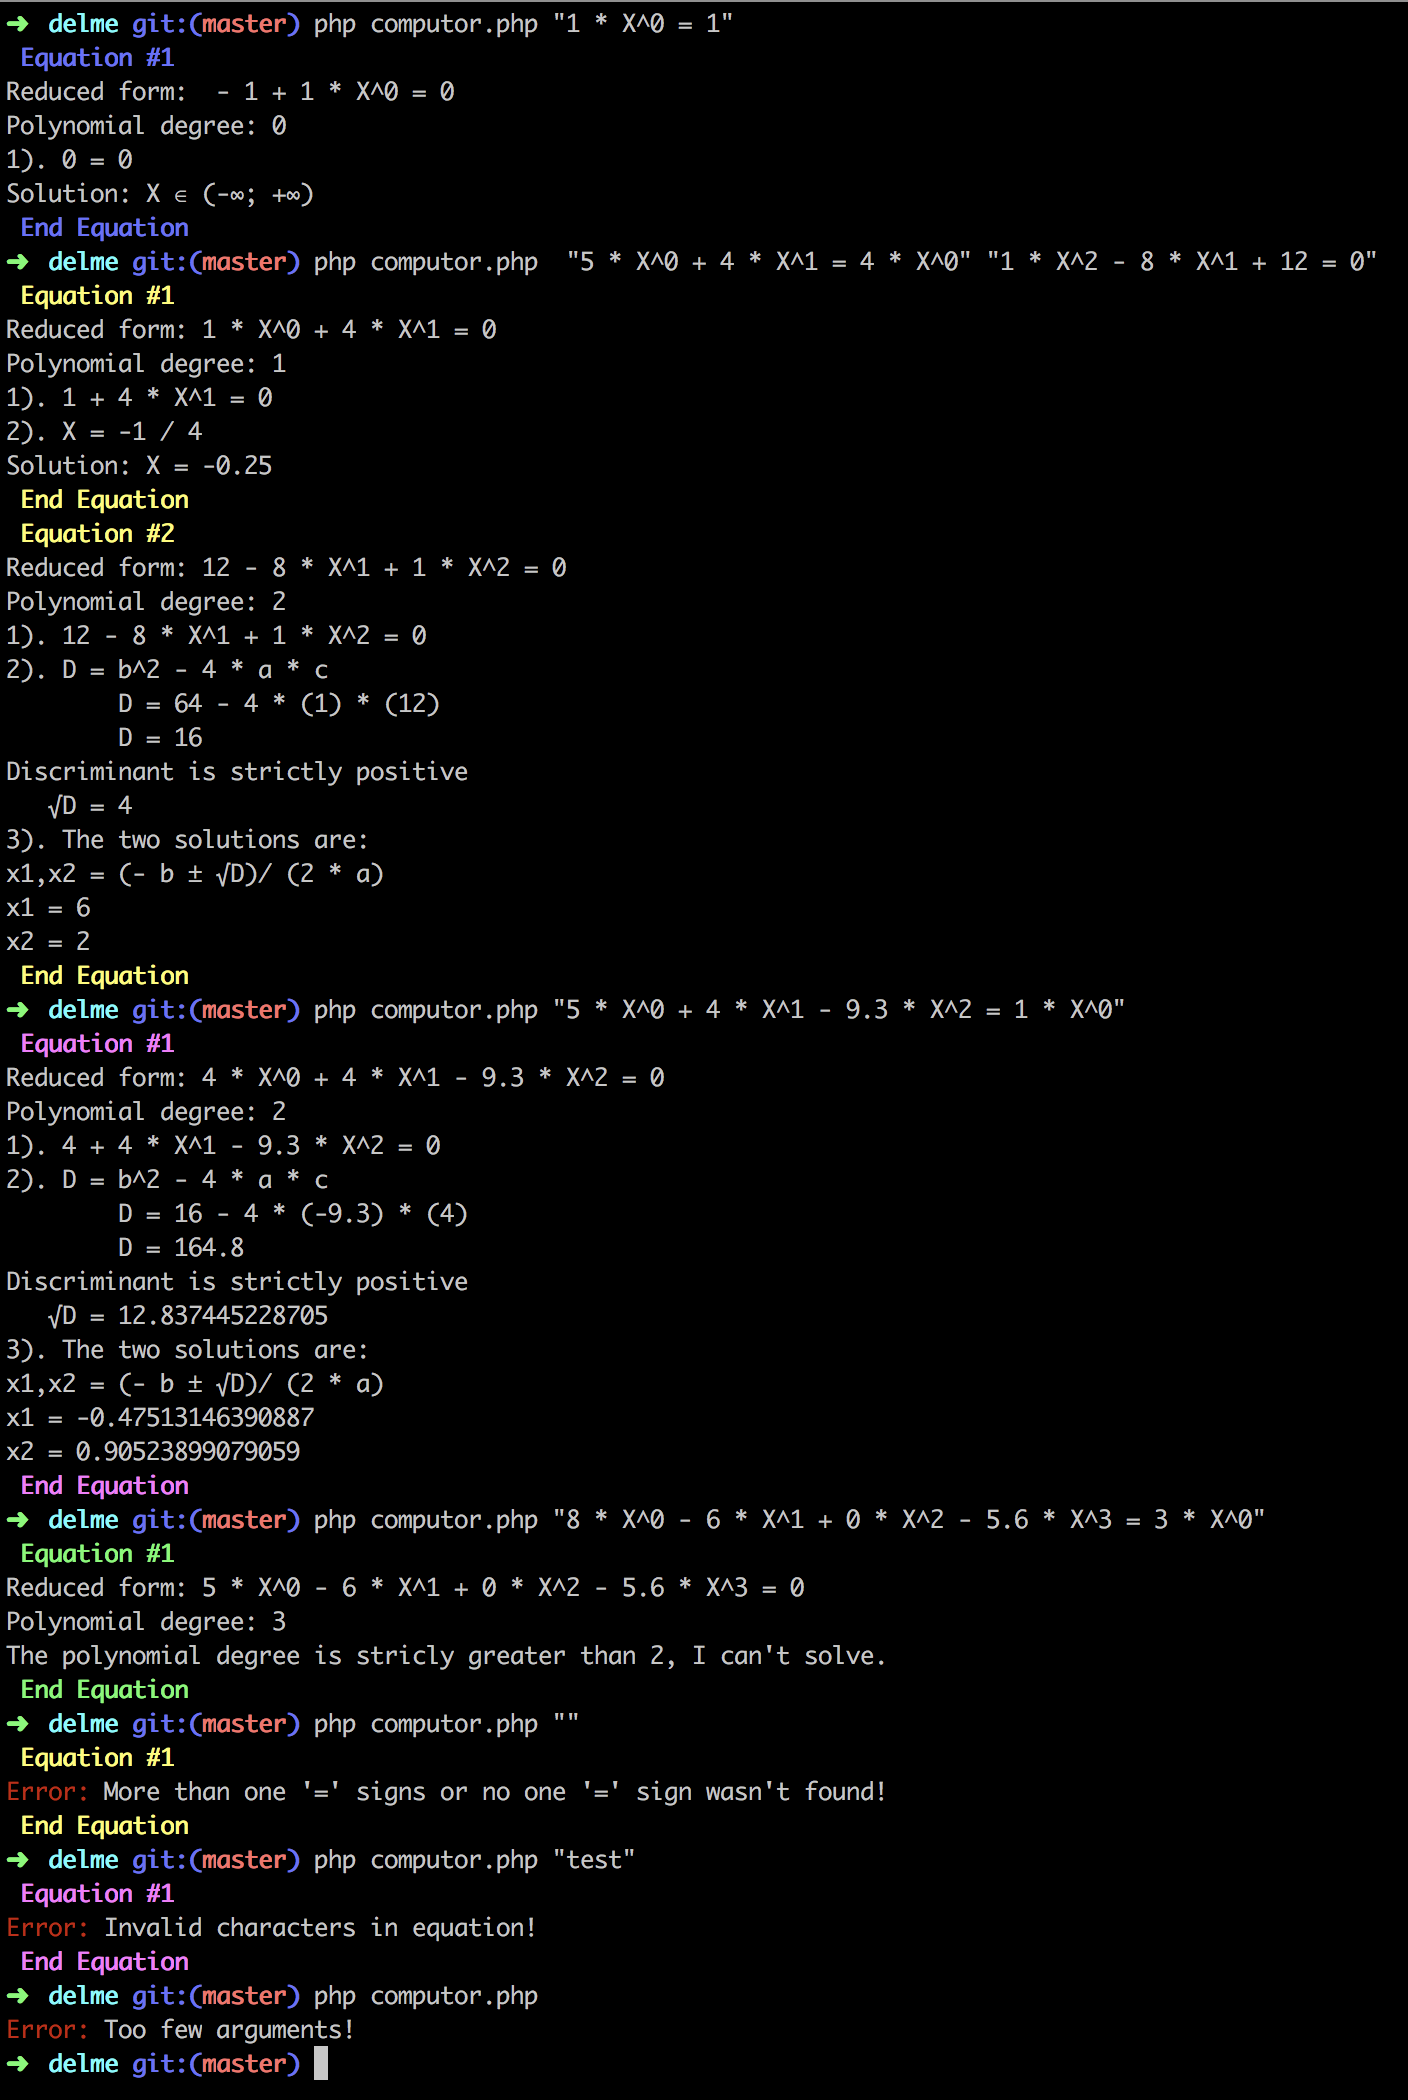 ➜ delme git:(master) php computor.php "1 * X^0 = 1"
Equation #1
Reduced form:  - 1 + 1 * X^0 = 0
Polynomial degree: 0
1). 0 = 0
Solution: X ∈ (-∞; +∞)
End Equation
➜ delme git:(master) php computor.php  "5 * X^0 + 4 * X^1 = 4 * X^0" "1 * X^2 - 8 * X^1 + 12 = 0"
Equation #1
Reduced form: 1 * X^0 + 4 * X^1 = 0
Polynomial degree: 1
1). 1 + 4 * X^1 = 0
2). X = -1 / 4
Solution: X = -0.25
End Equation
Equation #2
Reduced form: 12 - 8 * X^1 + 1 * X^2 = 0
Polynomial degree: 2
1). 12 - 8 * X^1 + 1 * X^2 = 0
2). D = b^2 - 4 * a * c
D = 64 - 4 * (1) * (12)
D = 16
Discriminant is strictly positive
√D = 4
3). The two solutions are:
x1,x2 = (- b ± √D)/ (2 * a)
x1 = 6
x2 = 2
End Equation
➜ delme git:(master) php computor.php "5 * X^0 + 4 * X^1 - 9.3 * X^2 = 1 * X^0"
Equation #1
Reduced form: 4 * X^0 + 4 * X^1 - 9.3 * X^2 = 0
Polynomial degree: 2
1). 4 + 4 * X^1 - 9.3 * X^2 = 0
2). D = b^2 - 4 * a * c
D = 16 - 4 * (-9.3) * (4)
D = 164.8
Discriminant is strictly positive
√D = 12.837445228705
3). The two solutions are:
x1,x2 = (- b ± √D)/ (2 * a)
x1 = -0.47513146390887
x2 = 0.90523899079059
End Equation
➜ delme git:(master) php computor.php "8 * X^0 - 6 * X^1 + 0 * X^2 - 5.6 * X^3 = 3 * X^0"
Equation #1
Reduced form: 5 * X^0 - 6 * X^1 + 0 * X^2 - 5.6 * X^3 = 0
Polynomial degree: 3
The polynomial degree is stricly greater than 2, I can't solve.
End Equation
➜ delme git:(master) php computor.php ""
Equation #1
Error: More than one '=' signs or no one '=' sign wasn't found!
End Equation
➜ delme git:(master) php computor.php "test"
Equation #1
Error: Invalid characters in equation!
End Equation
➜ delme git:(master) php computor.php
Error: Too few arguments!
➜ delme git:(master)